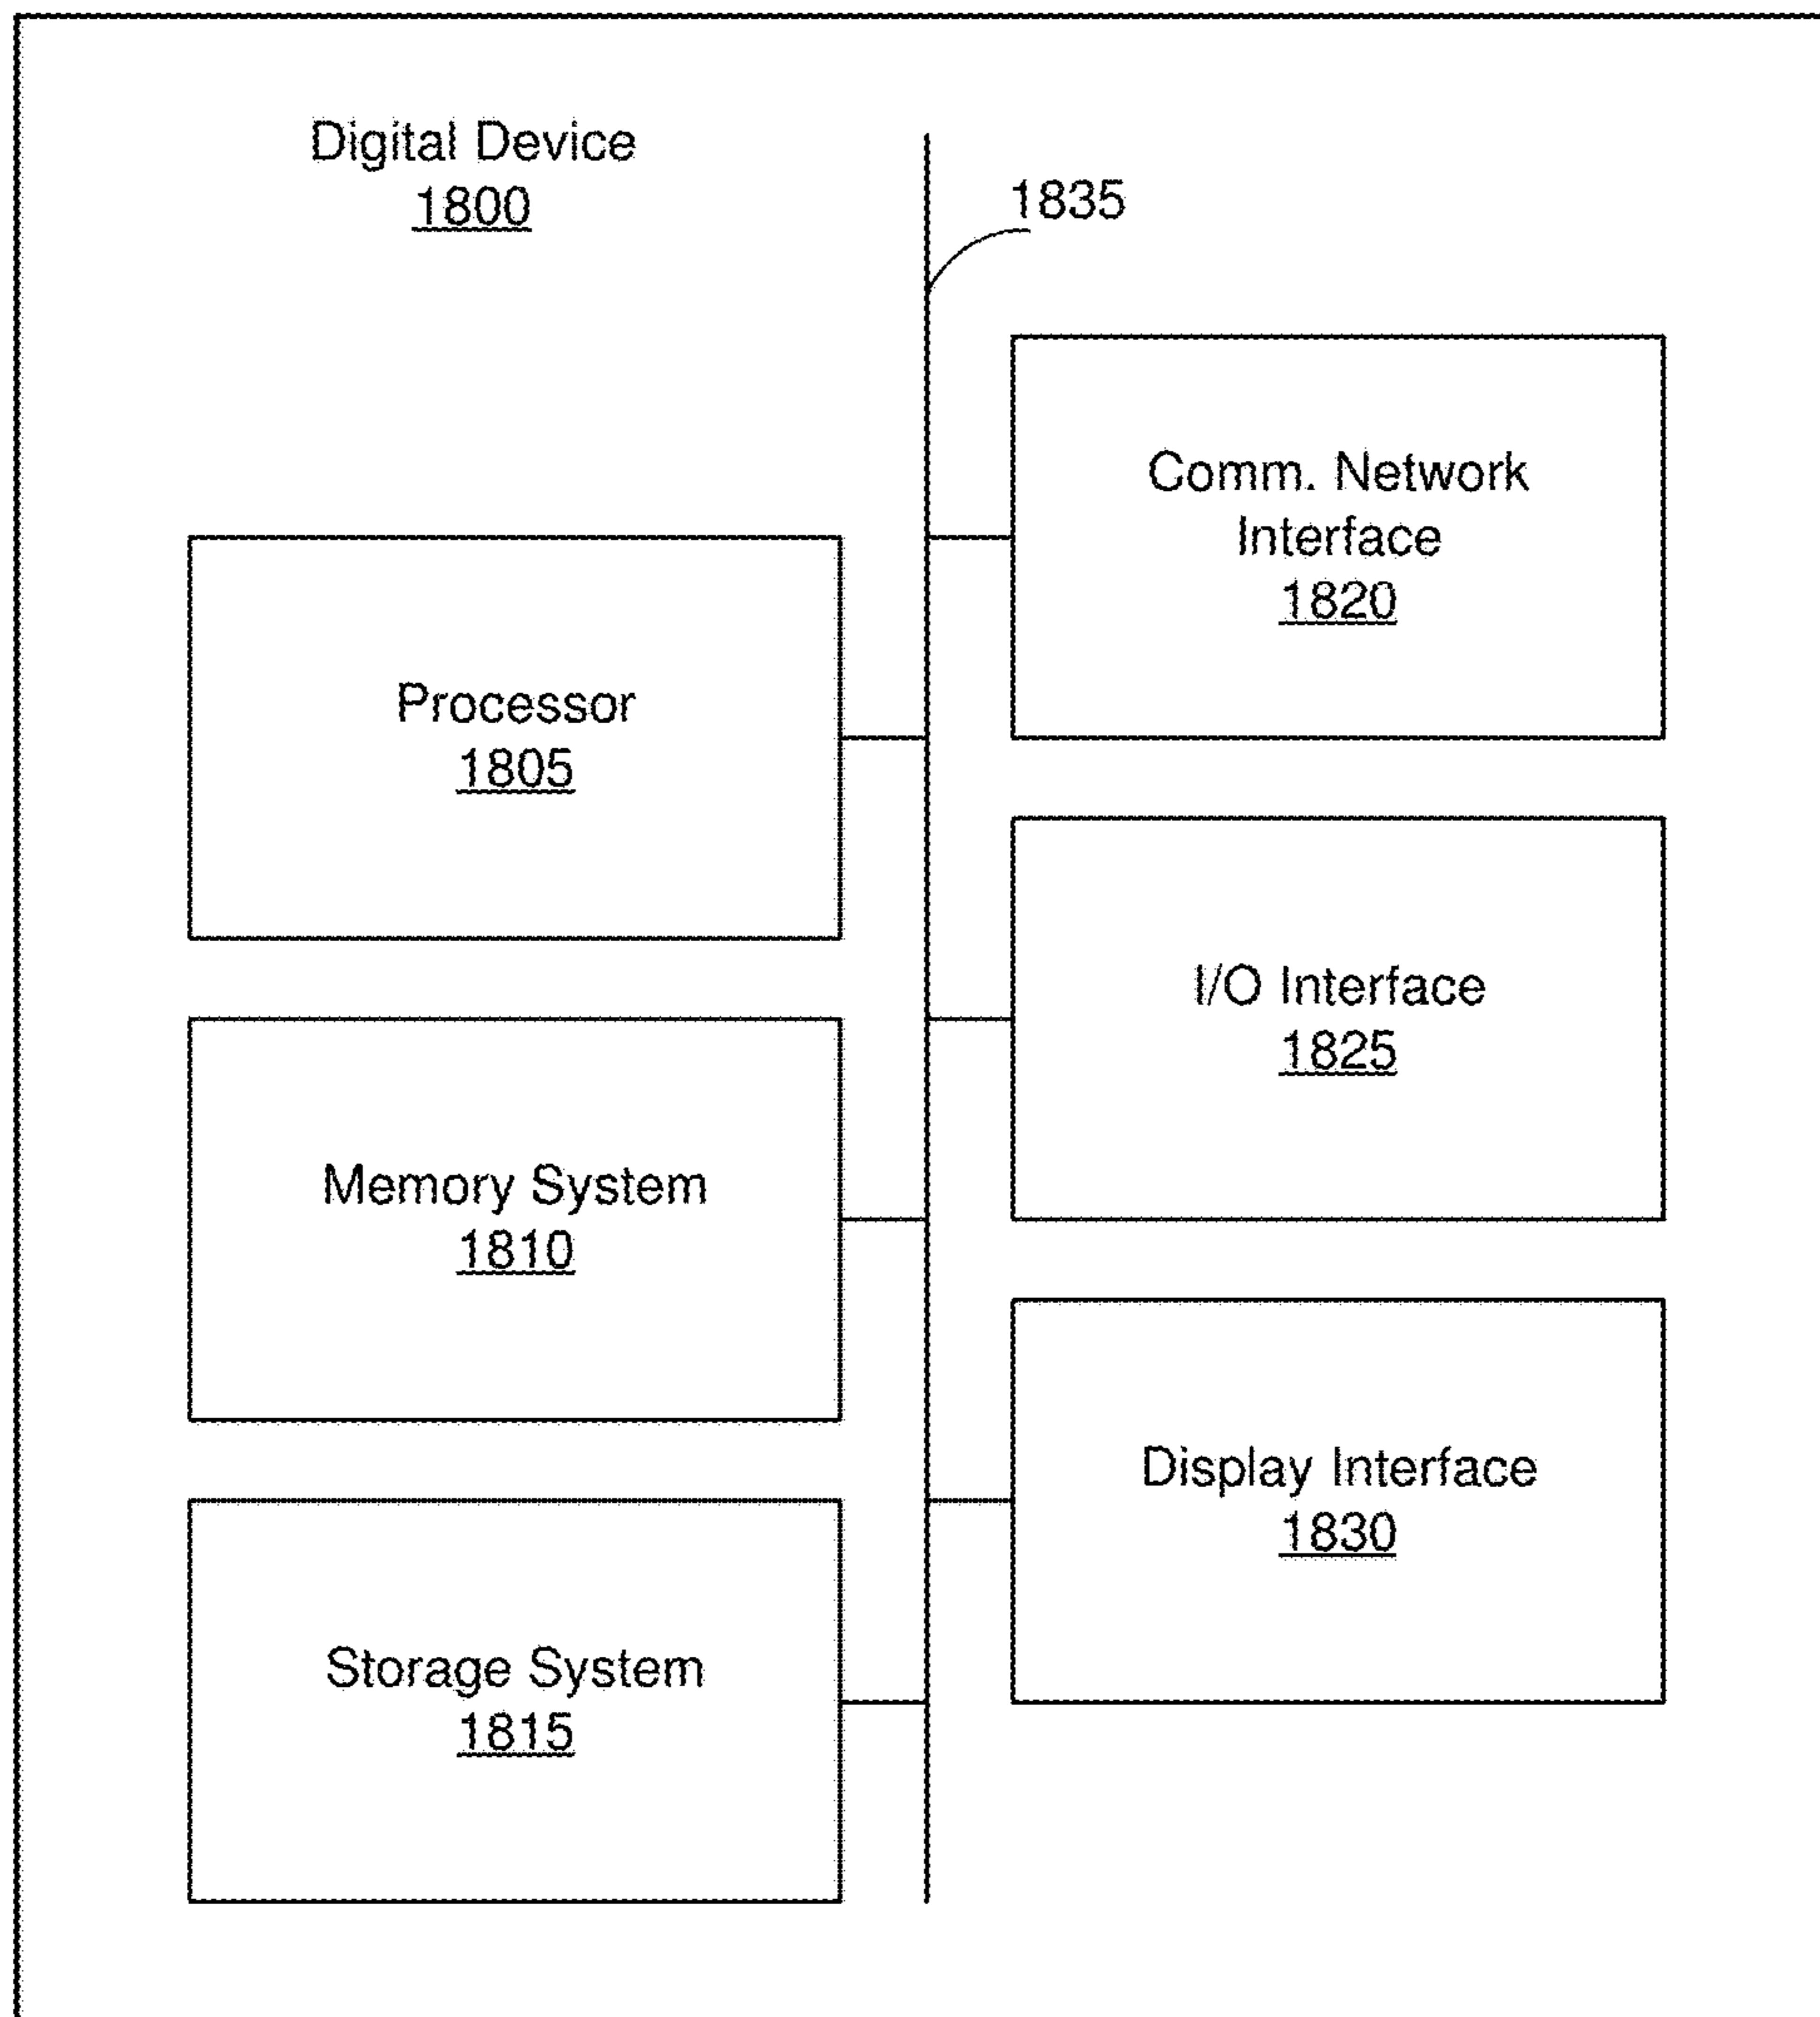 Digital Device
1800
1835
Comm. Network
Interface
1820
Processor
1805
I/O Interface
1825
Memory System
1810
Display Interface
1830
Storage System
1815